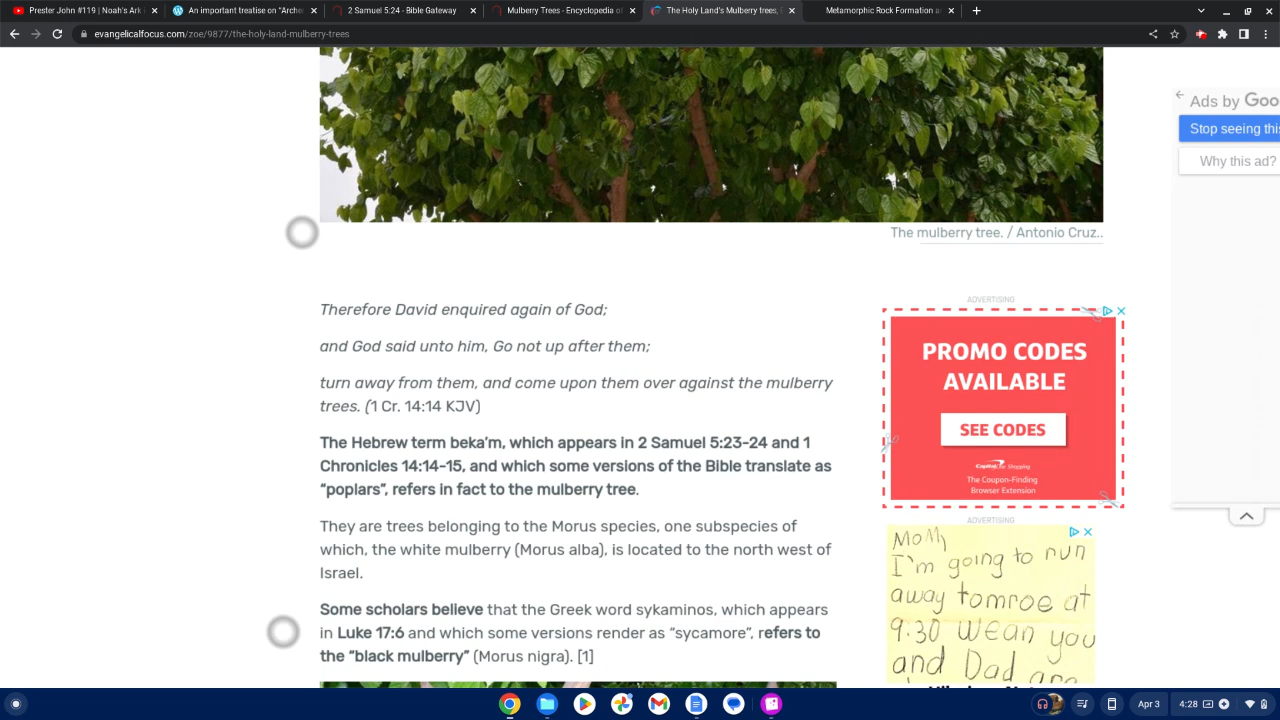 Prester John #119 | Noah's Ark
An important treatise on "Arche
2 Samuel 5:24 - Bible Gateway
Mulberry Trees - Encyclopedia of
The Holy Land's Mulberry trees, E
Metamorphic Rock Formation a
evangelicalfocus.com/zoe/9877/the-holy-land-mulberry-trees
Ads by Goo
Stop seeing this
Why this ad?
The mulberry tree. / Antonio Cruz..
Therefore David enquired again of God;
and God said unto him, Go not up after them;
turn away from them, and come upon them over against the mulberry
trees. (1 Cr. 14:14 KJV)
The Hebrew term beka’m, which appears in 2 Samuel 5:23-24 and 1
Chronicles 14:14-15, and which some versions of the Bible translate as
“poplars”, refers in fact to the mulberry tree.
They are trees belonging to the Morus species, one subspecies of
which, the white mulberry (Morus alba), is located to the north west of
Israel.
Some scholars believe that the Greek word sykaminos, which appears
in Luke 17:6 and which some versions render as “sycamore”, refers to
the “black mulberry” (Morus nigra). [1]
ADVERTISING
PROMO CODES
AVAILABLE
SEE CODES
Capital One Shopping
The Coupon-Finding
Browser Extension
ADVERTISING
MoM,
I'm going to run
away tomroe at
9:30 wean you
and Dad are
Apr 3
4:28